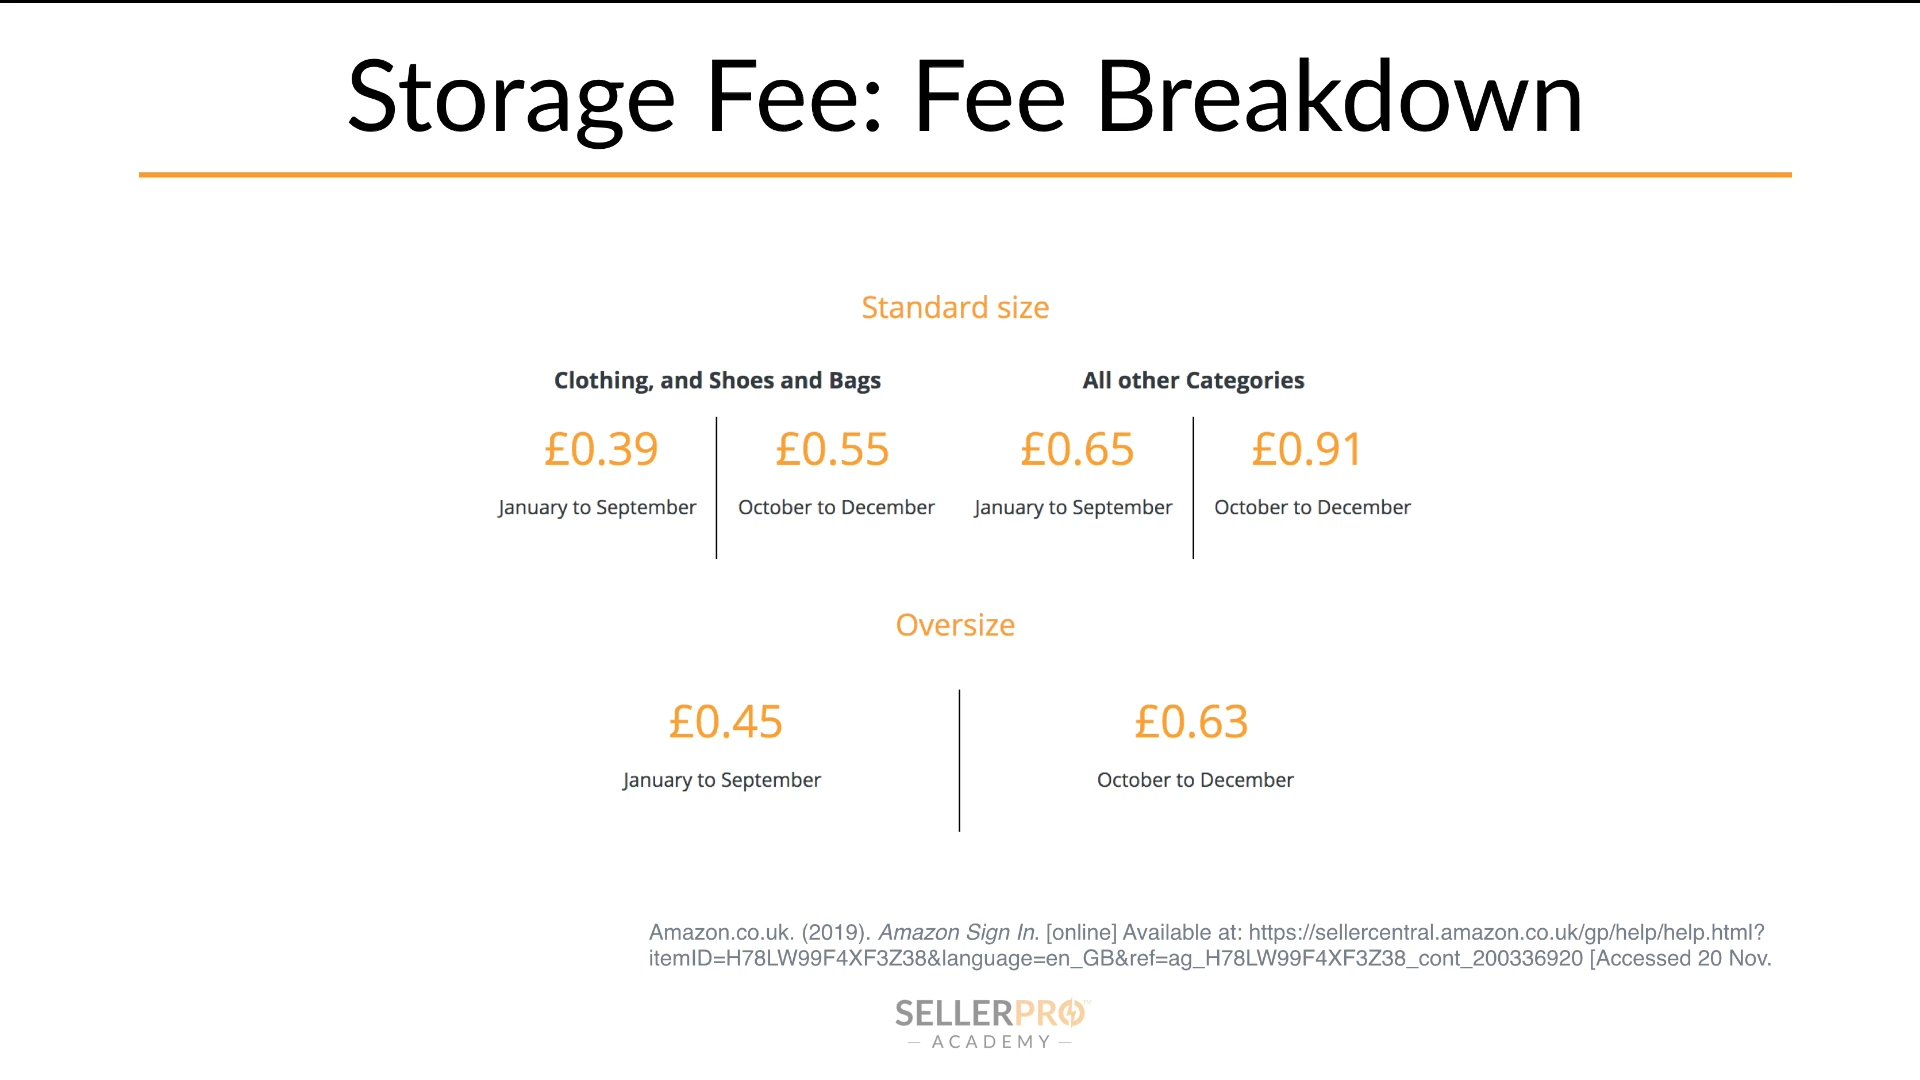 Storage Fee: Fee Breakdown
Standard size
Clothing, and Shoes and Bags
All other Categories
£0.39
£0.55
£0.65
£0.91
January to September
October to December
January to September
October to December
Oversize
£0.45
£0.63
January to September
October to December
Amazon.co.uk. (2019). Amazon Sign In. [online] Available at: https://sellercentral.amazon.co.uk/gp/help/help.html?
itemID=H78LW99F4XF3Z38&language=en_GB&ref=ag_H78LW99F4XF3Z38_cont_200336920 [Accessed 20 Nov.
SELLERPRO™
– ACADEMY –